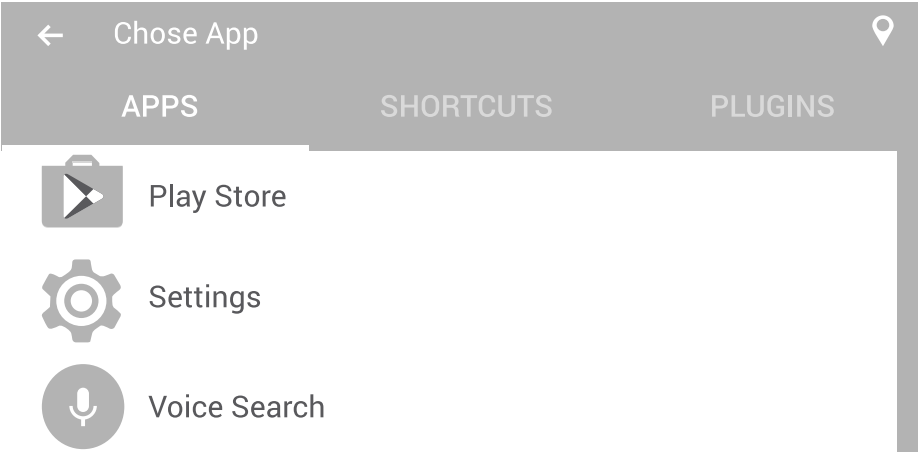 Chose App
APPS SHORTCUTS PLUGINS
Play Store
Settings
Voice Search